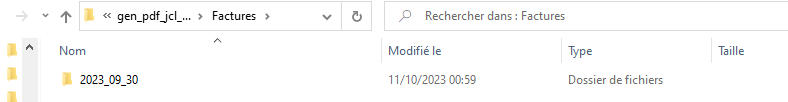 « gen_pdf_jcl_... > Factures > Rechercher dans : Factures
Nom Modifié le Type Taille
2023_09_30 11/10/2023 00:59 Dossier de fichiers